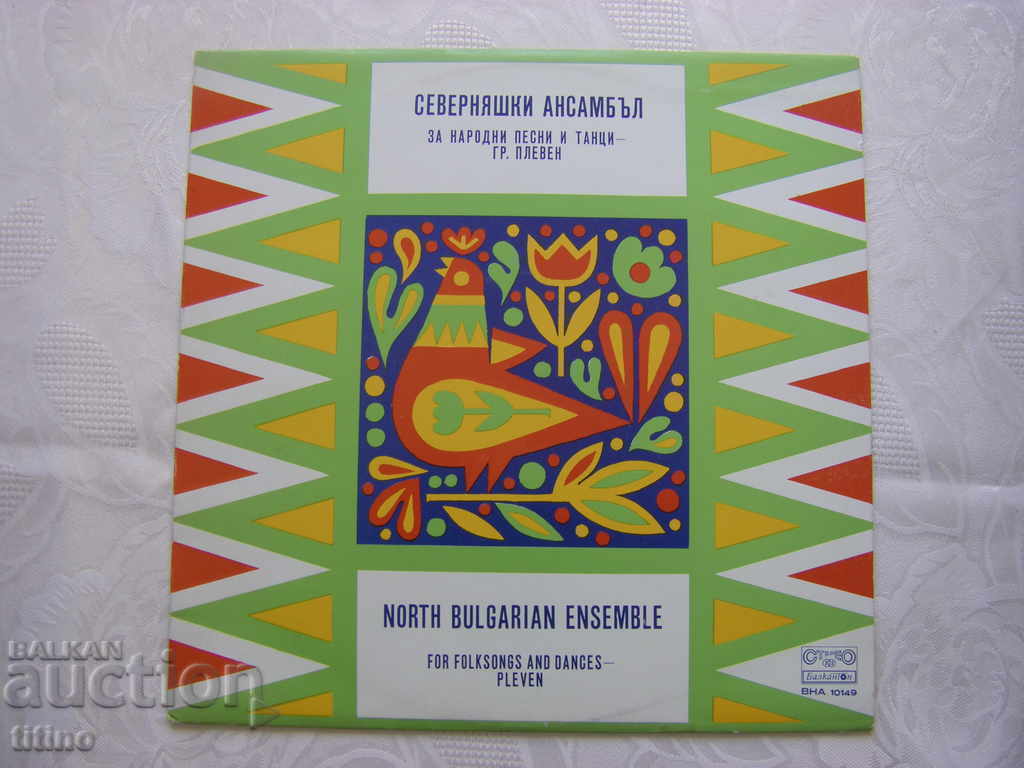 СЕВЕРНЯШКИ АНСАМБЪЛ
ЗА НАРОДНИ ПЕСНИ И ТАНЦИ—
ГР. ПЛЕВЕН
NORTH BULGARIAN ENSEMBLE
FOR FOLKSONGS AND DANCES—
PLEVEN
СТЕРЕО
Балкантон
ВНА 10149
BALKAN
auction
titino